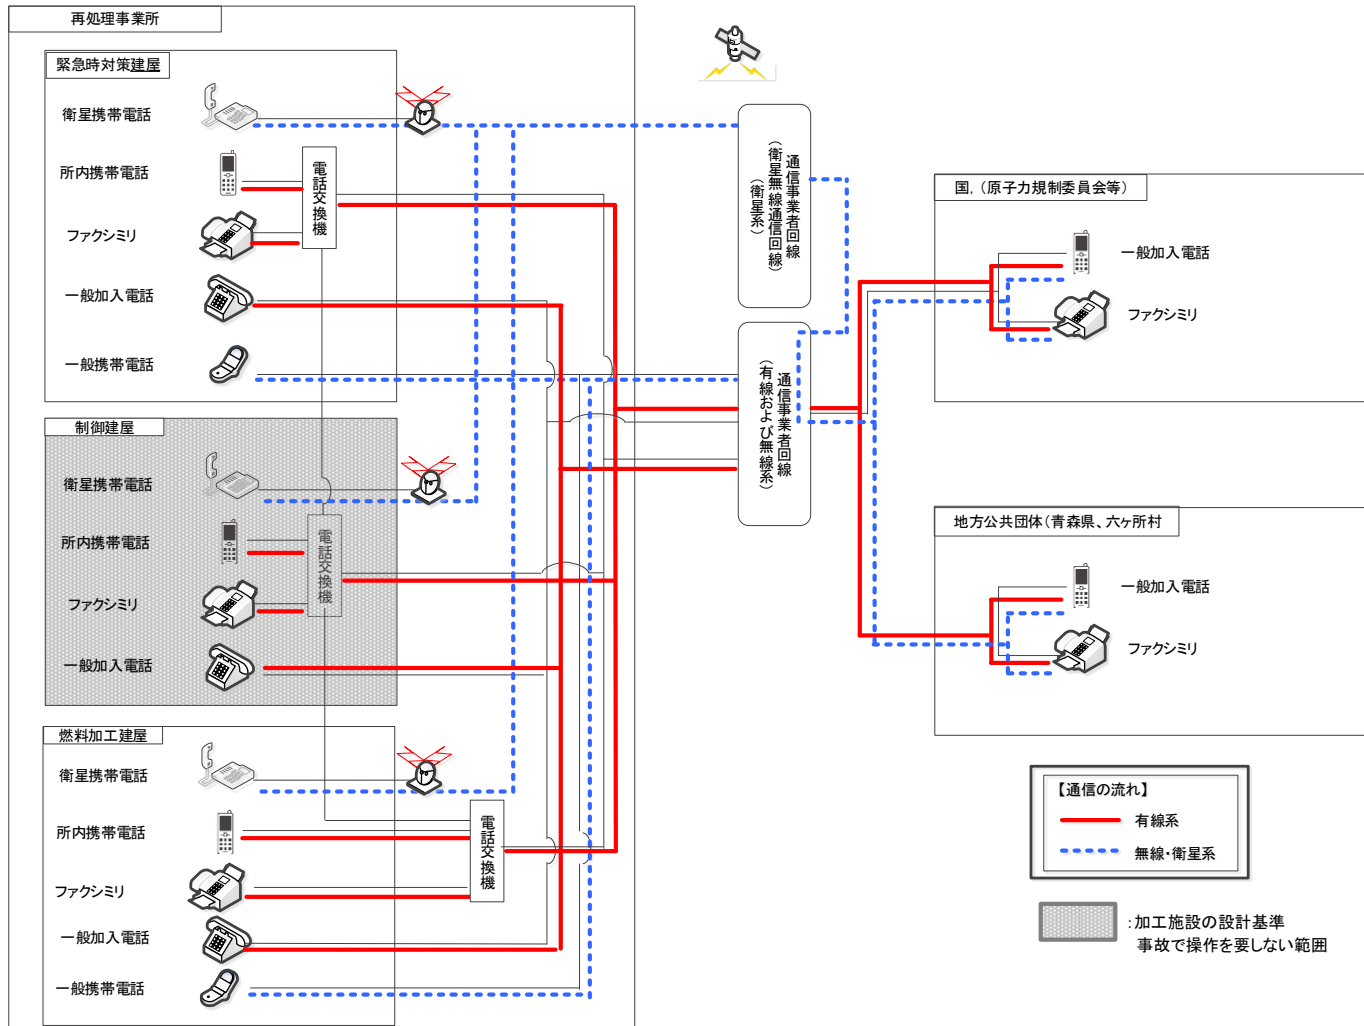 再処理事業所
緊急時対策建屋
衛星携帯電話
所内携帯電話
ファクシミリ
一般加入電話
一般携帯電話
電話交換機
制御建屋
衛星携帯電話
所内携帯電話
ファクシミリ
一般加入電話
電話交換機
燃料加工建屋
衛星携帯電話
所内携帯電話
ファクシミリ
一般加入電話
一般携帯電話
電話交換機
通信事業者回線
(衛星無線通信回線)
(衛星系)
通信事業者回線
(有線および無線系)
国,(原子力規制委員会等)
一般加入電話
ファクシミリ
地方公共団体(青森県、六ヶ所村
一般加入電話
ファクシミリ
【通信の流れ】
有線系
無線・衛星系
:加工施設の設計基準
事故で操作を要しない範囲